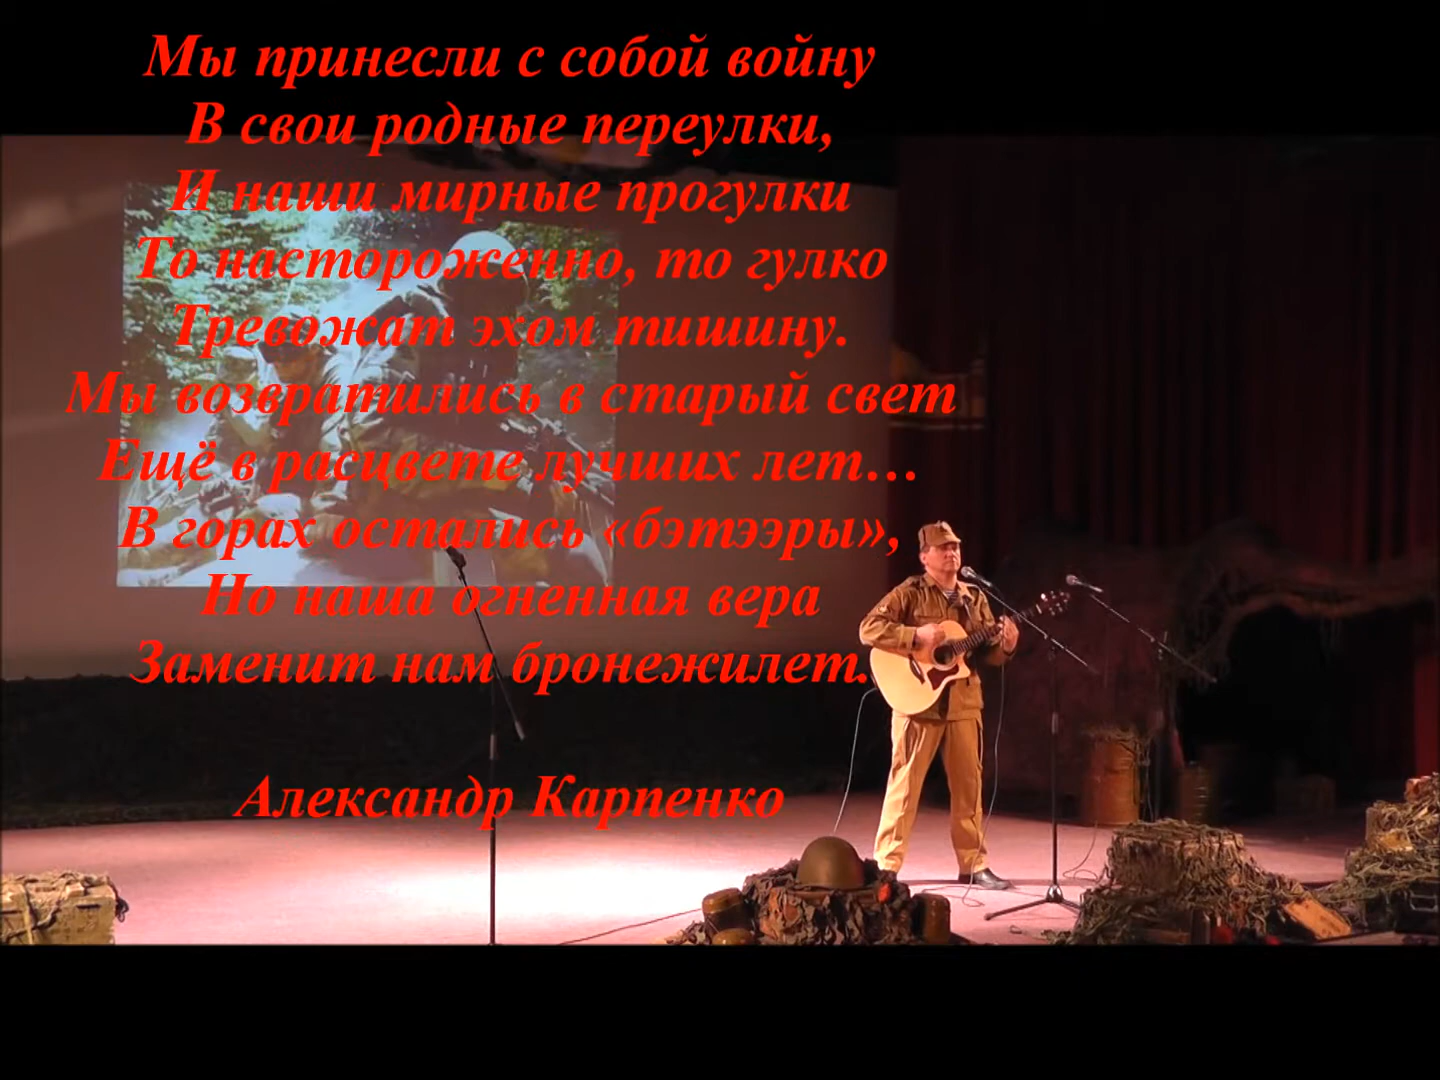 Мы принесли с собой войну
В свои родные переулки,
И наши мирные прогулки
То настороженно, то гулко
Тревожат эхом тишину.
Мы возвратились в старый свет
Ещё в расцвете лучших лет…
В горах остались «бэтээры»,
Но наша огненная вера
Заменит нам бронежилет.
Александр Карпенко